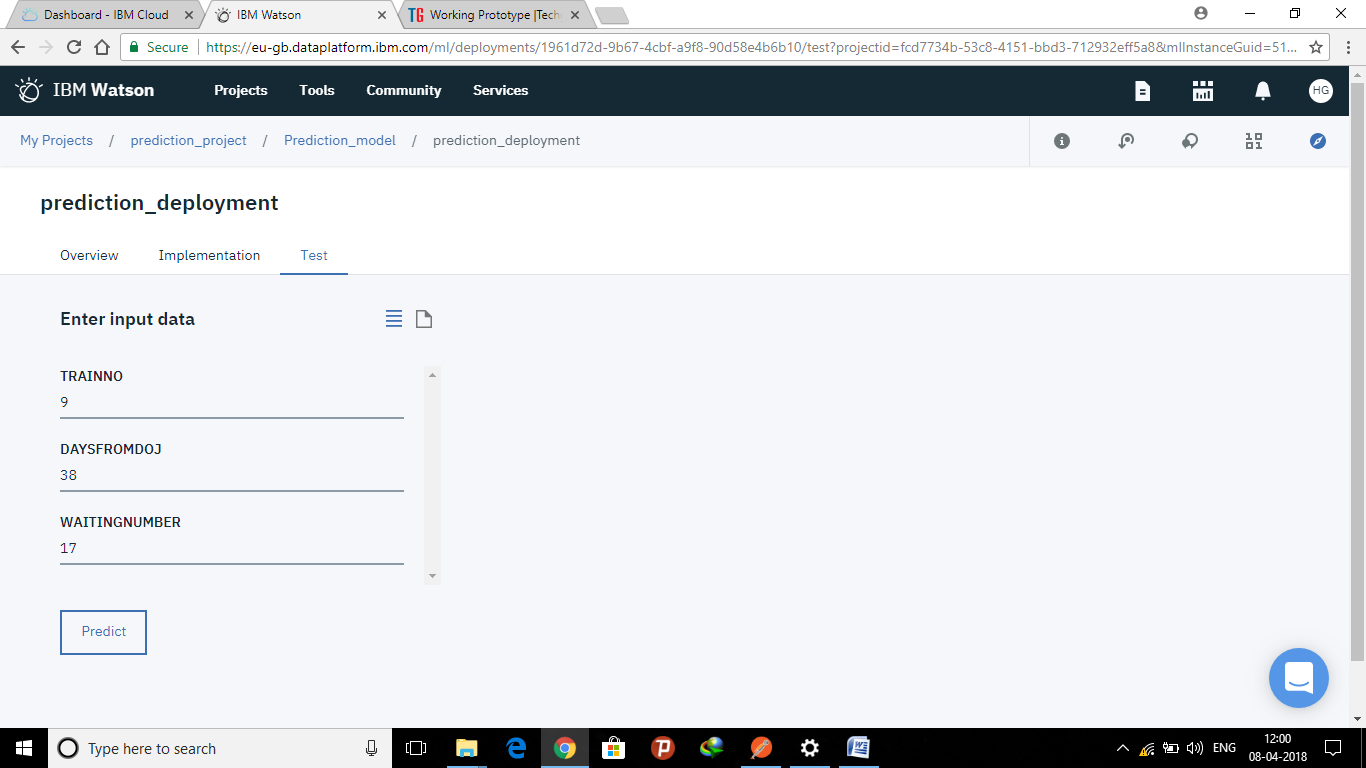 Dashboard - IBM Cloud
IBM Watson
TG Working Prototype |Tech
Secure
https://eu-gb.dataplatform.ibm.com/ml/deployments/1961d72d-9b67-4cbf-a9f8-90d58e4b6b10/test?projectid=fcd7734b-53c8-4151-bbd3-712932eff5a8&mlInstanceGuid=51...
IBM Watson
Projects
Tools
Community
Services
HG
My Projects / prediction_project / Prediction_model / prediction_deployment
prediction_deployment
Overview
Implementation
Test
Enter input data
TRAINNO
9
DAYSFROMDOJ
38
WAITINGNUMBER
17
Predict
Type here to search
ENG
12:00
08-04-2018